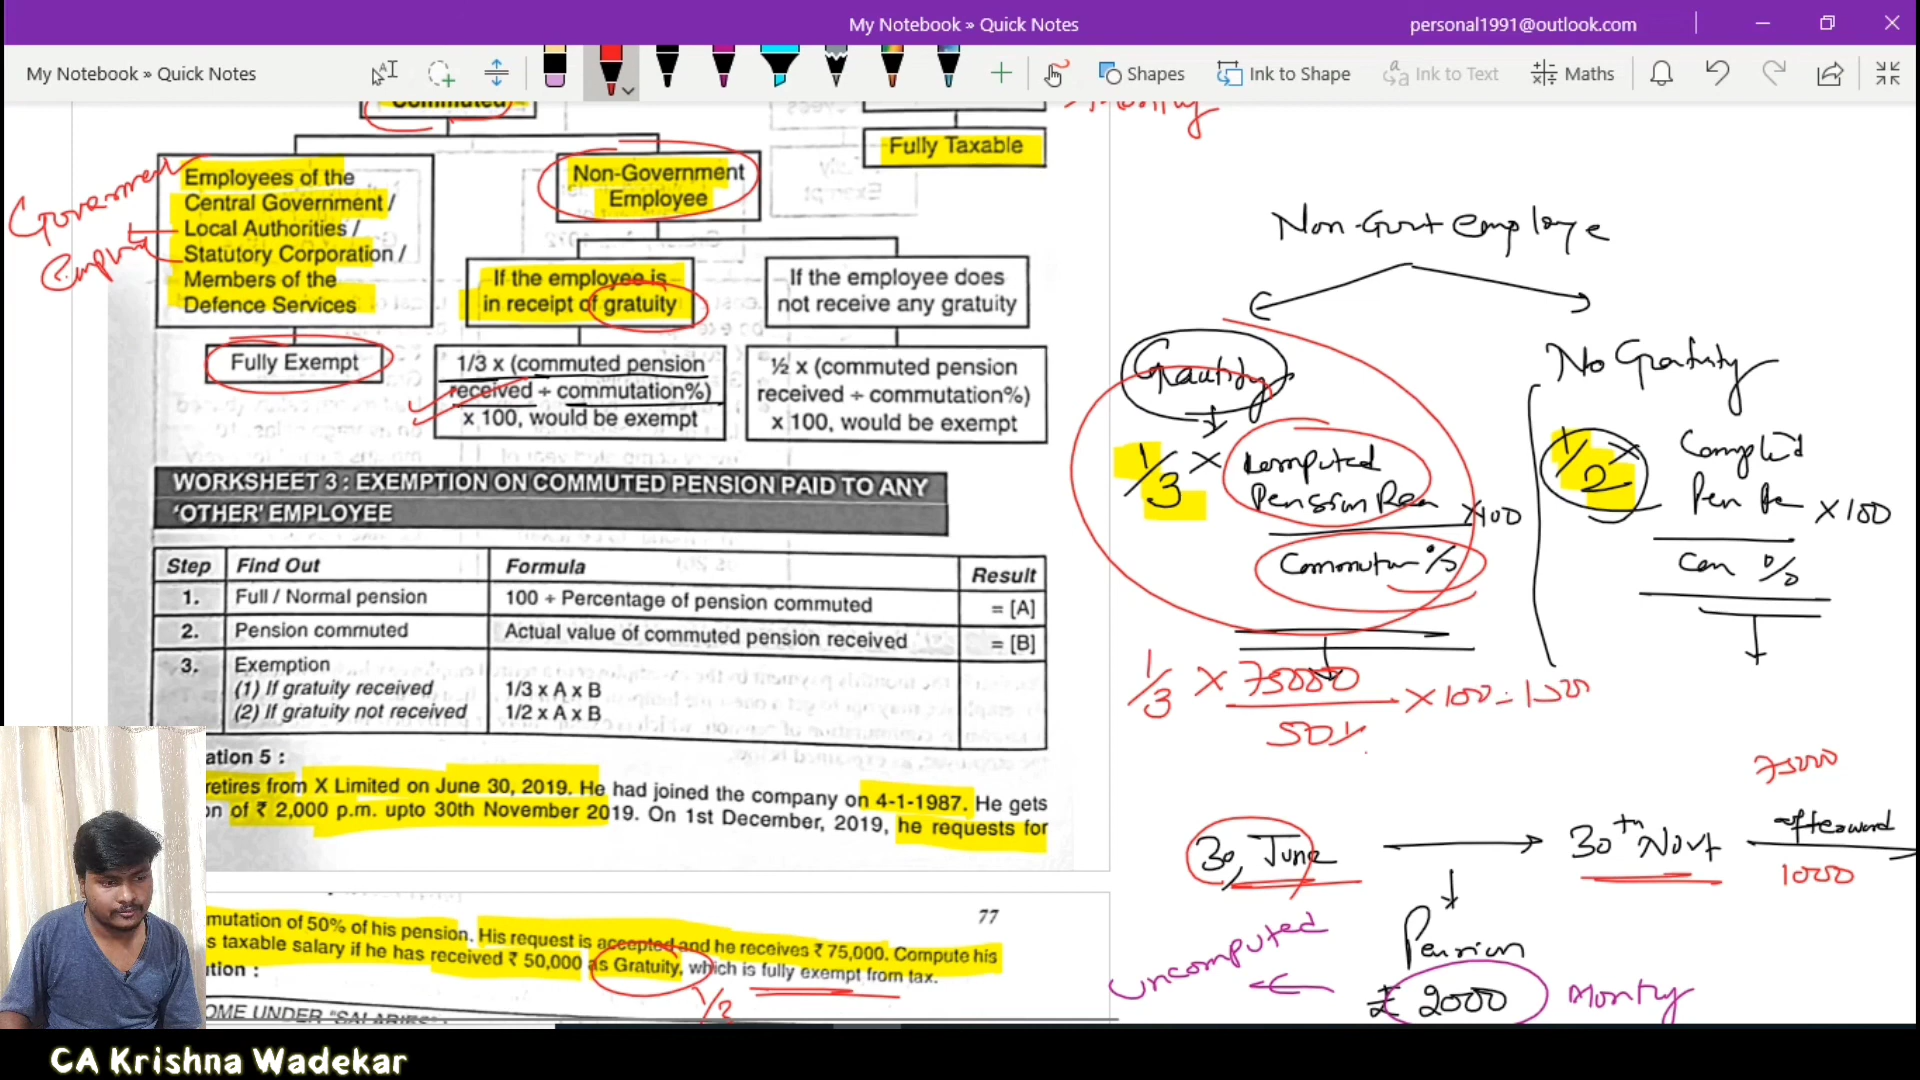 My Notebook » Quick Notes
personal1991@outlook.com
My Notebook » Quick Notes
Shapes
Ink to Shape
Ink to Text
Maths
Commuted
Fully Taxable
Government
Employees of the
Central Government /
Local Authorities /
Statutory Corporation /
Members of the
Defence Services
Non-Government
Employee
If the employee is
in receipt of gratuity
If the employee does
not receive any gratuity
Fully Exempt
1/3 x (commuted pension
received ÷ commutation%)
x 100, would be exempt
½ x (commuted pension
received ÷ commutation%)
x 100, would be exempt
WORKSHEET 3 : EXEMPTION ON COMMUTED PENSION PAID TO ANY
'OTHER' EMPLOYEE
Step Find Out Formula Result
1. Full / Normal pension 100 ÷ Percentage of pension commuted = [A]
2. Pension commuted Actual value of commuted pension received = [B]
3. Exemption
(1) If gratuity received 1/3 x A x B
(2) If gratuity not received 1/2 x A x B
ation 5 :
retires from X Limited on June 30, 2019. He had joined the company on 4-1-1987. He gets
on of ₹ 2,000 p.m. upto 30th November 2019. On 1st December, 2019, he requests for
77
mutation of 50% of his pension. His request is accepted and he receives ₹ 75,000. Compute his
s taxable salary if he has received ₹ 50,000 as Gratuity, which is fully exempt from tax.
tion :
OME UNDER "SALARIES"
Non-Govt employe
No Gratuity
1/3 × Computed
Pension Ren ×100
Commutan %
1/2 ×
× 100
1/3 × 75000 × 100 =
50%
75000
30, June
30th Nov
afterward
1000
Pension
₹ 2000
Uncomputed
CA Krishna Wadekar